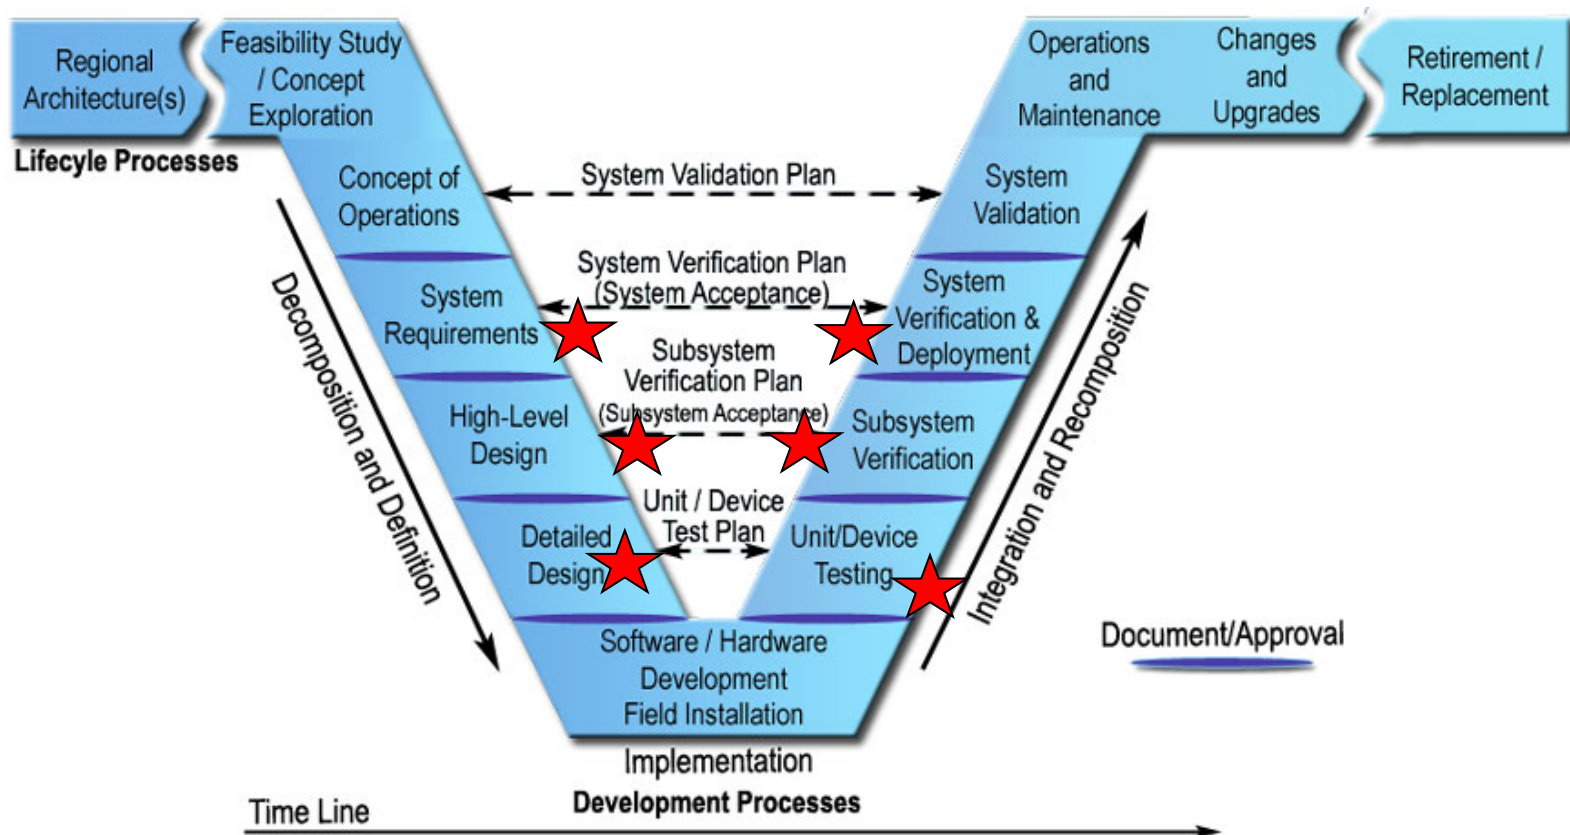 Regional
Architecture(s)
Feasibility Study
/ Concept
Exploration
Operations
and
Maintenance
Changes
and
Upgrades
Retirement /
Replacement
Lifecyle Processes
Concept of
Operations
System Validation Plan
System
Validation
System Verification Plan
(System Acceptance)
System
Requirements
System
Verification &
Deployment
Subsystem
Verification Plan
(Subsystem Acceptance)
High-Level
Design
Subsystem
Verification
Unit / Device
Test Plan
Detailed
Design
Unit/Device
Testing
Decomposition and Definition
Integration and Recomposition
Software / Hardware
Development
Field Installation
Document/Approval
Implementation
Development Processes
Time Line